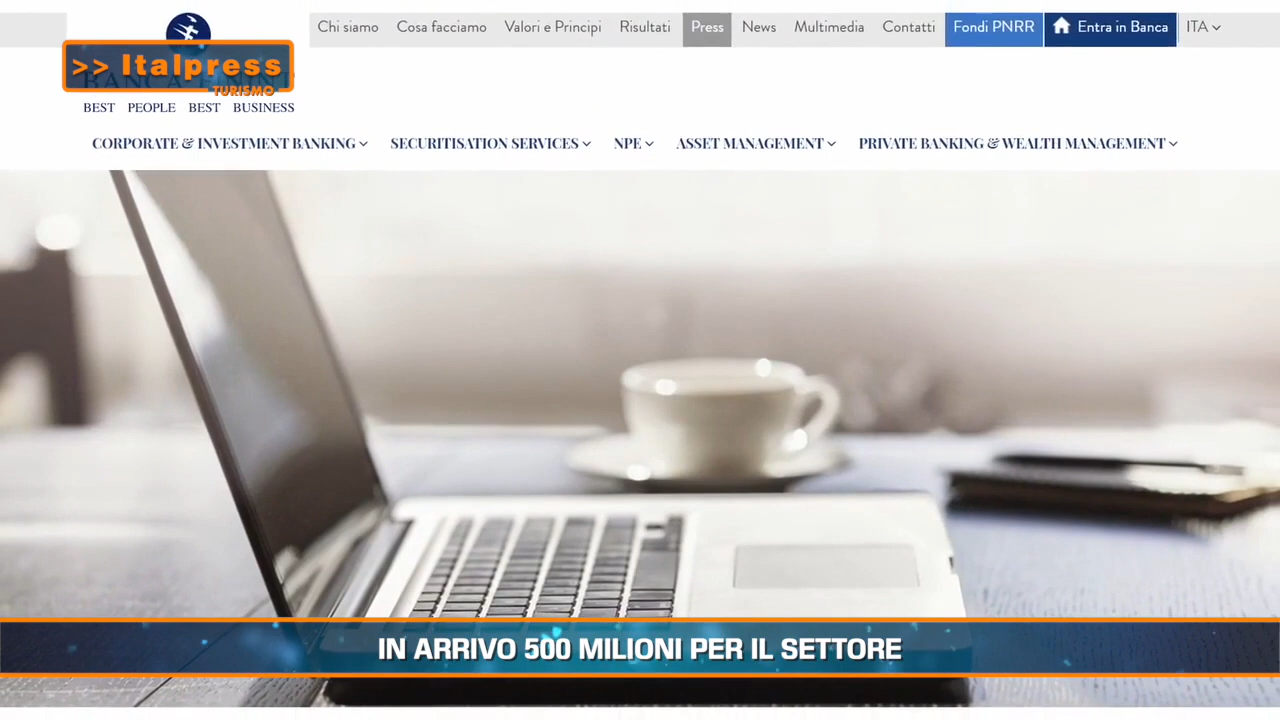 Chi siamo Cosa facciamo Valori e Principi Risultati Press News Multimedia Contatti Fondi PNRR Entra in Banca ITA
>> Italpress
TURISMO
BEST PEOPLE BEST BUSINESS
CORPORATE & INVESTMENT BANKING SECURITISATION SERVICES NPE ASSET MANAGEMENT PRIVATE BANKING & WEALTH MANAGEMENT
IN ARRIVO 500 MILIONI PER IL SETTORE